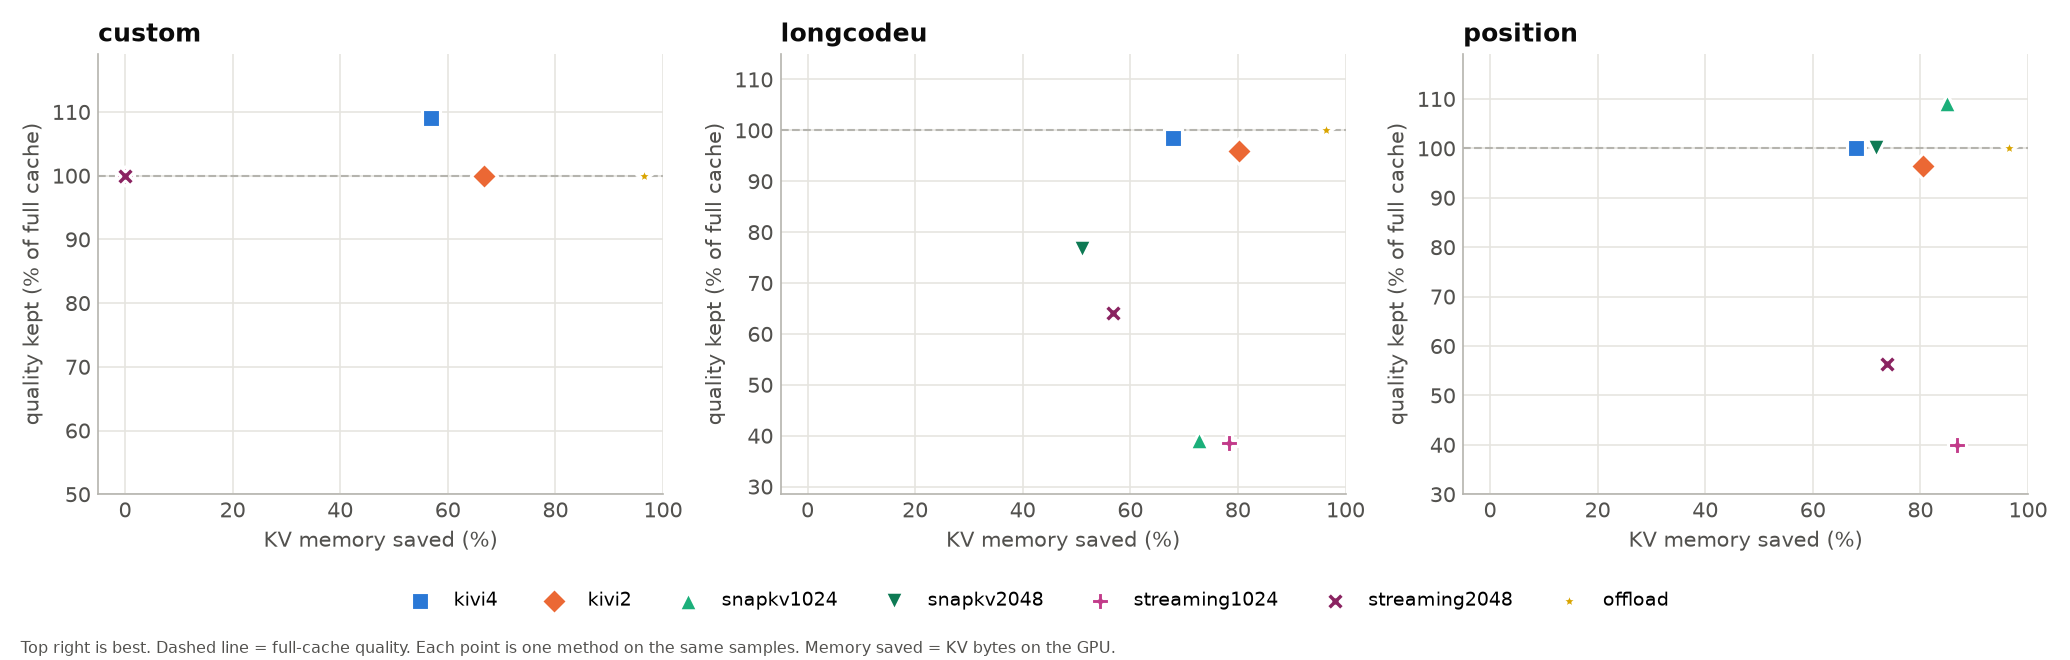 custom
longcodeu
position
quality kept (% of full cache)
110
100
90
80
70
60
50
0 20 40 60 80 100
KV memory saved (%)
quality kept (% of full cache)
110
100
90
80
70
60
50
40
30
0 20 40 60 80 100
KV memory saved (%)
quality kept (% of full cache)
110
100
90
80
70
60
50
40
30
0 20 40 60 80 100
KV memory saved (%)
kivi4 kivi2 snapkv1024 snapkv2048 streaming1024 streaming2048 offload
Top right is best. Dashed line = full-cache quality. Each point is one method on the same samples. Memory saved = KV bytes on the GPU.